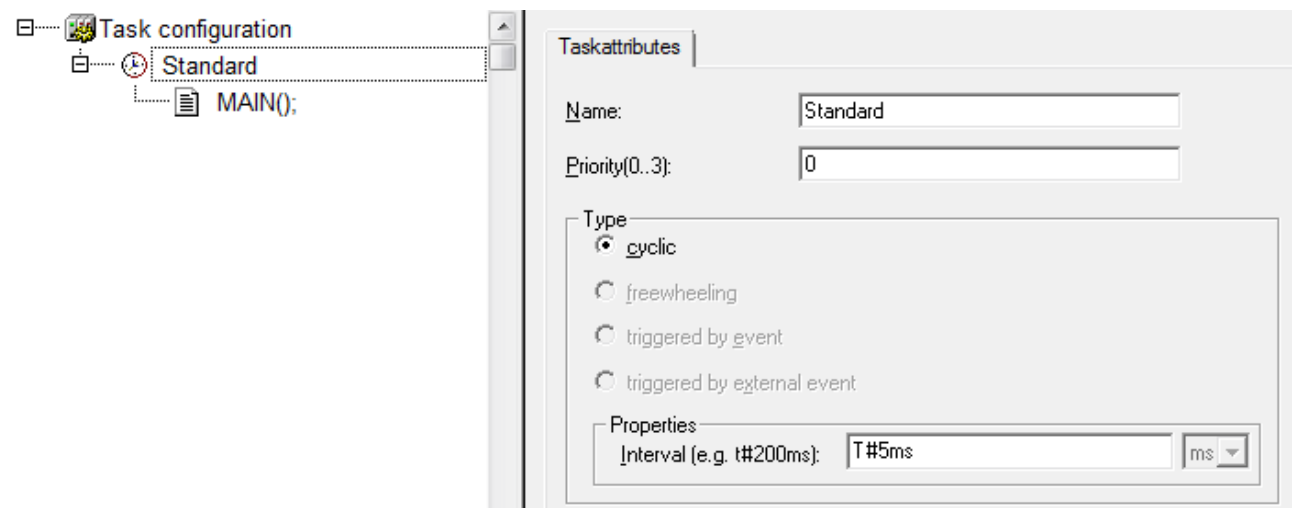 Task configuration
Standard
MAIN();
Taskattributes
Name: Standard
Priority(0..3): 0
Type
cyclic
freewheeling
triggered by event
triggered by external event
Properties
Interval (e.g. t#200ms): T#5ms ms